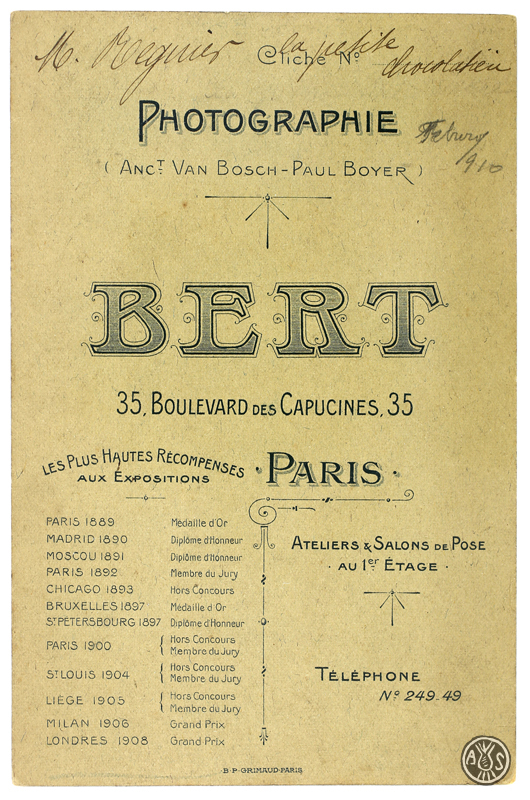 M. Regnier la petite
Cliché No
chocolatière
PHOTOGRAPHIE
(ANCT VAN BOSCH-PAUL BOYER)
910
BERT
35, BOULEVARD DES CAPUCINES, 35
LES PLUS HAUTES RÉCOMPENSES
AUX EXPOSITIONS
· PARIS ·
PARIS 1889 Médaille d'Or
MADRID 1890 Diplôme d'Honneur
MOSCOU 1891 Diplôme d'Honneur
PARIS 1892 Membre du Jury
CHICAGO 1893 Hors Concours
BRUXELLES 1897 Médaille d'Or
ST PÉTERSBOURG 1897 Diplôme d'Honneur
PARIS 1900 { Hors Concours
Membre du Jury
ST LOUIS 1904 { Hors Concours
Membre du Jury
LIÈGE 1905 { Hors Concours
Membre du Jury
MILAN 1906 Grand Prix
LONDRES 1908 Grand Prix
ATELIERS & SALONS DE POSE
· AU 1er ÉTAGE ·
TÉLÉPHONE
No 249-49
B-P-GRIMAUD-PARIS
A S